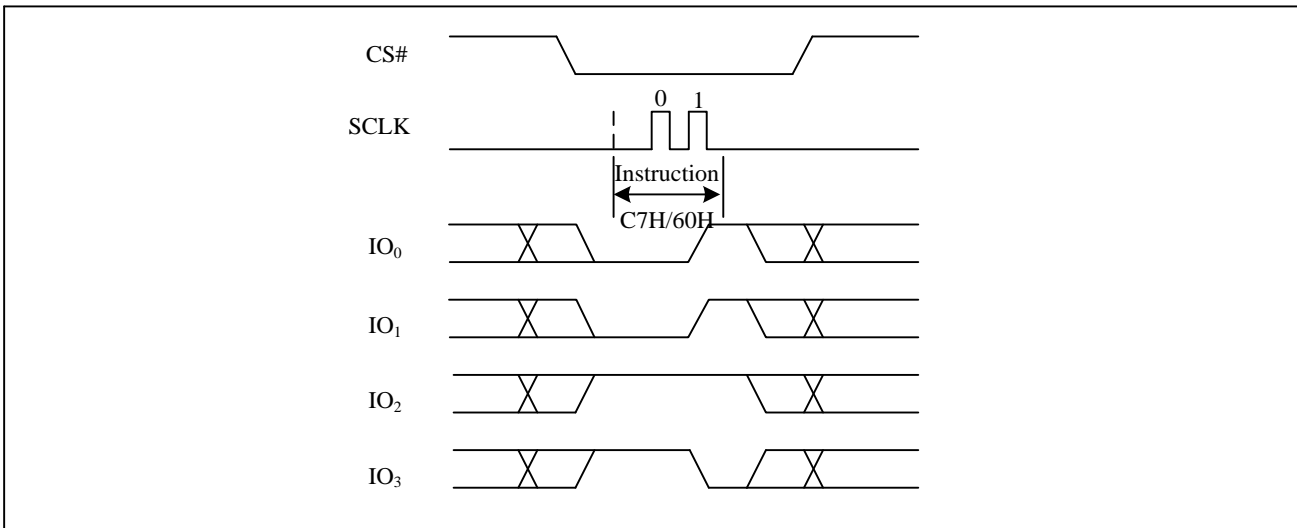 CS#
0 1
SCLK
Instruction
C7H/60H
IO₀
IO₁
IO₂
IO₃